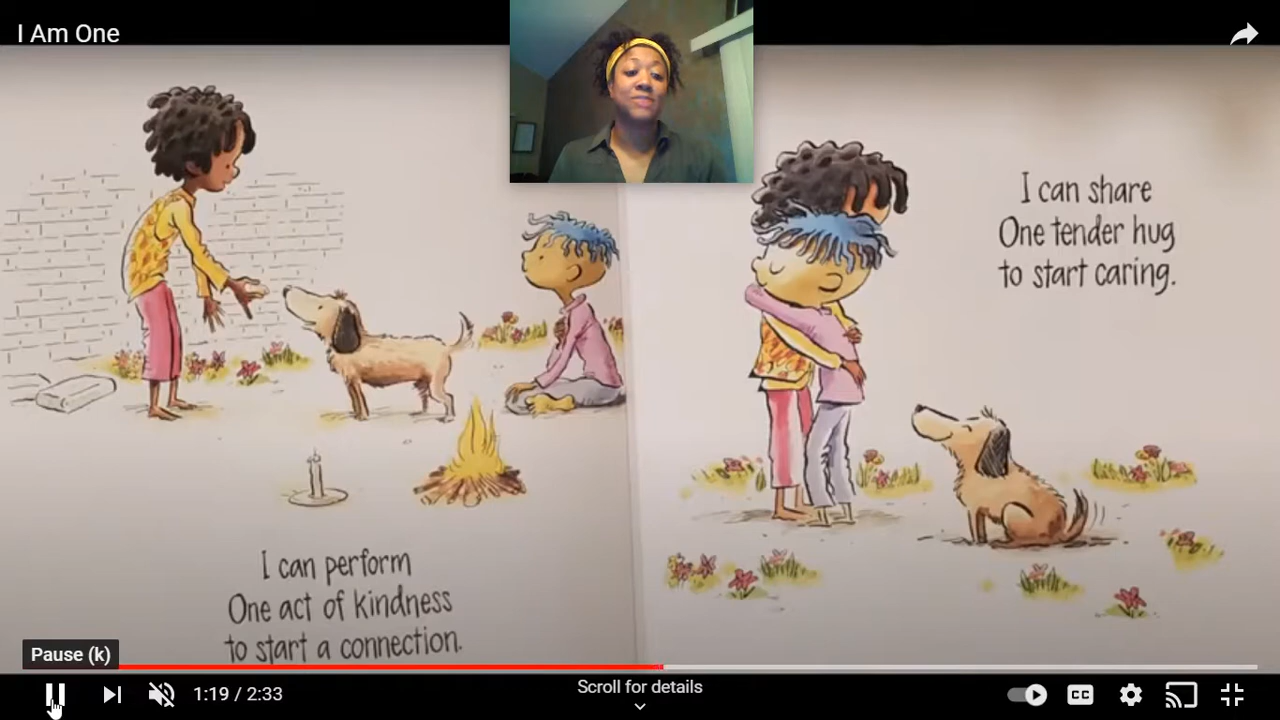 I Am One
I can share
One tender hug
to start caring.
I can perform
One act of kindness
to start a connection.
Pause (k)
1:19 / 2:33
Scroll for details
CC